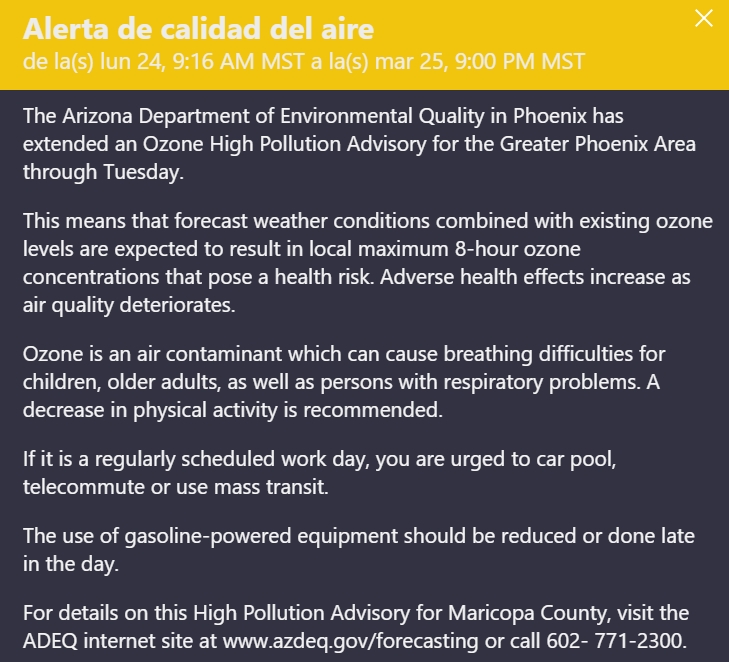 Alerta de calidad del aire
de la(s) lun 24, 9:16 AM MST a la(s) mar 25, 9:00 PM MST
The Arizona Department of Environmental Quality in Phoenix has
extended an Ozone High Pollution Advisory for the Greater Phoenix Area
through Tuesday.
This means that forecast weather conditions combined with existing ozone
levels are expected to result in local maximum 8-hour ozone
concentrations that pose a health risk. Adverse health effects increase as
air quality deteriorates.
Ozone is an air contaminant which can cause breathing difficulties for
children, older adults, as well as persons with respiratory problems. A
decrease in physical activity is recommended.
If it is a regularly scheduled work day, you are urged to car pool,
telecommute or use mass transit.
The use of gasoline-powered equipment should be reduced or done late
in the day.
For details on this High Pollution Advisory for Maricopa County, visit the
ADEQ internet site at www.azdeq.gov/forecasting or call 602- 771-2300.